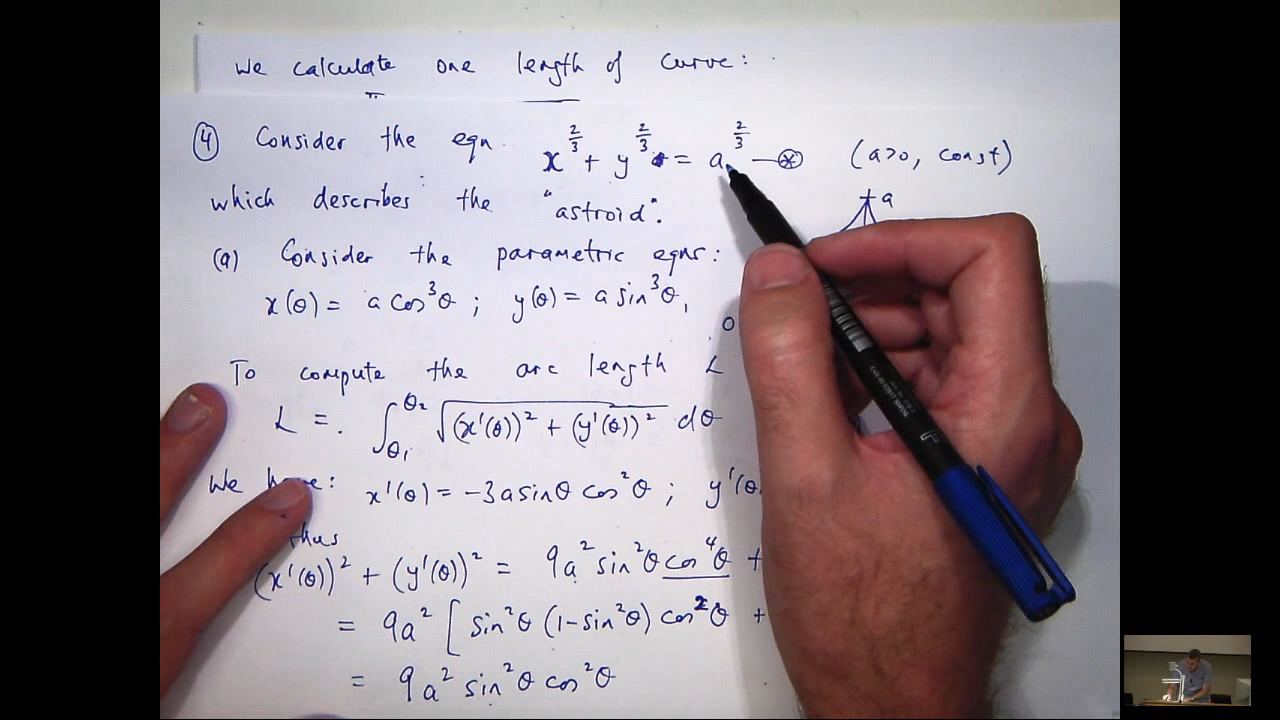 we calculate one length of curve:
④ Consider the eqn x^{2/3} + y^{2/3} = a^{2/3} —⊛ (a>0, const)
which describes the "astroid".
a
(a) Consider the parametric eqns:
x(θ) = a cos³θ ; y(θ) = a sin³θ,
To compute the arc length L
L = ∫_{θ₁}^{θ₂} √((x'(θ))² + (y'(θ))²) dθ
We have: x'(θ) = -3a sinθ cos²θ ; y'(θ
thus
(x'(θ))² + (y'(θ))² = 9a² sin²θ cos⁴θ +
= 9a² [ sin²θ (1-sin²θ) cos²θ +
= 9a² sin²θ cos²θ